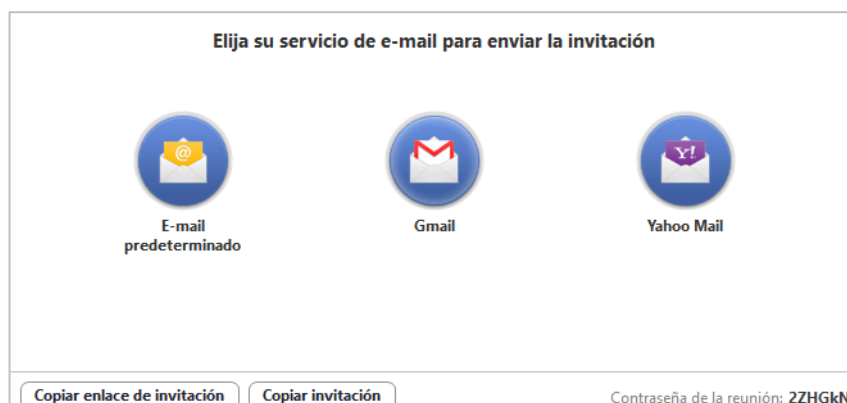 Elija su servicio de e-mail para enviar la invitación
@
Y!
E-mail
predeterminado
Gmail
Yahoo Mail
Copiar enlace de invitación
Copiar invitación
Contraseña de la reunión: 2ZHGkN